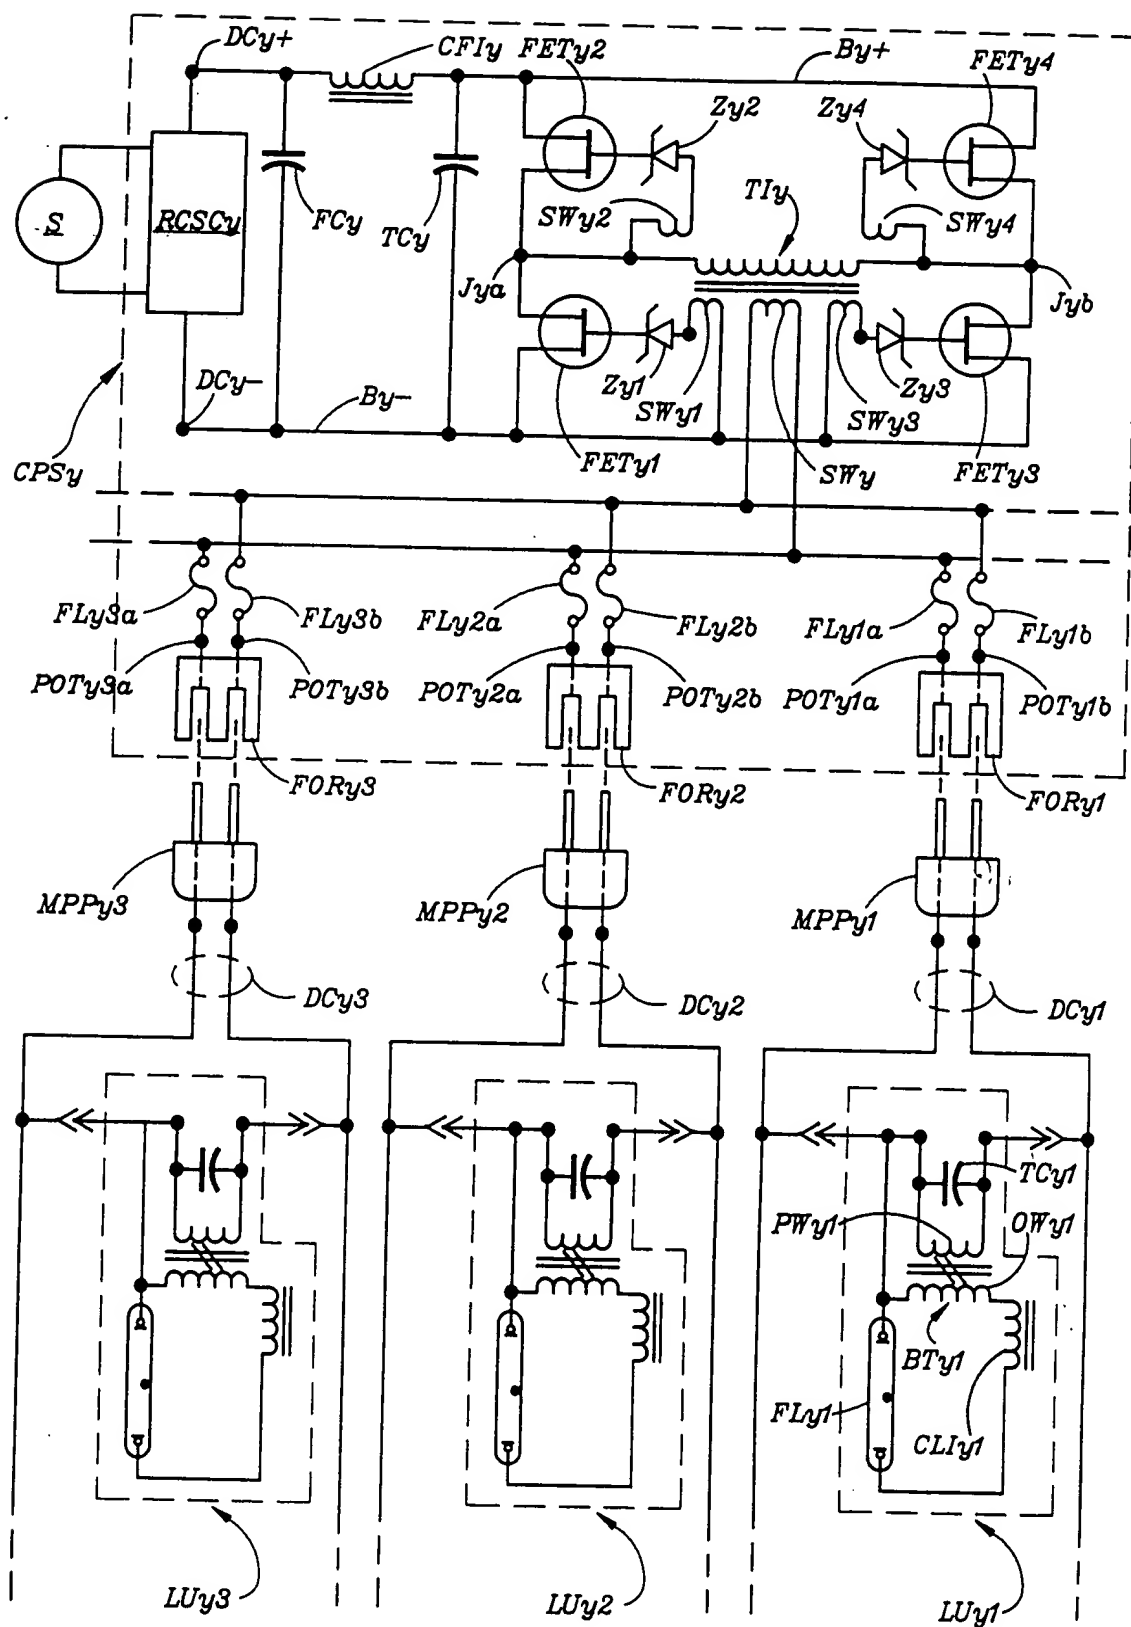 DCy+
CFIy
FETy2
By+
FETy4
Zy2
Zy4
S
RCSCy
FCy
TCy
SWy2
TIy
SWy4
Jya
Jyb
DCy-
By-
Zy1
SWy1
SWy3
Zy3
CPSy
FETy1
SWy
FETy3
FLy3a
FLy3b
FLy2a
FLy2b
FLy1a
FLy1b
POTy3a
POTy3b
POTy2a
POTy2b
POTy1a
POTy1b
FORy3
FORy2
FORy1
MPPy3
MPPy2
MPPy1
DCy3
DCy2
DCy1
TCy1
PWy1
OWy1
BTy1
FLy1
CLIy1
LUy3
LUy2
LUy1